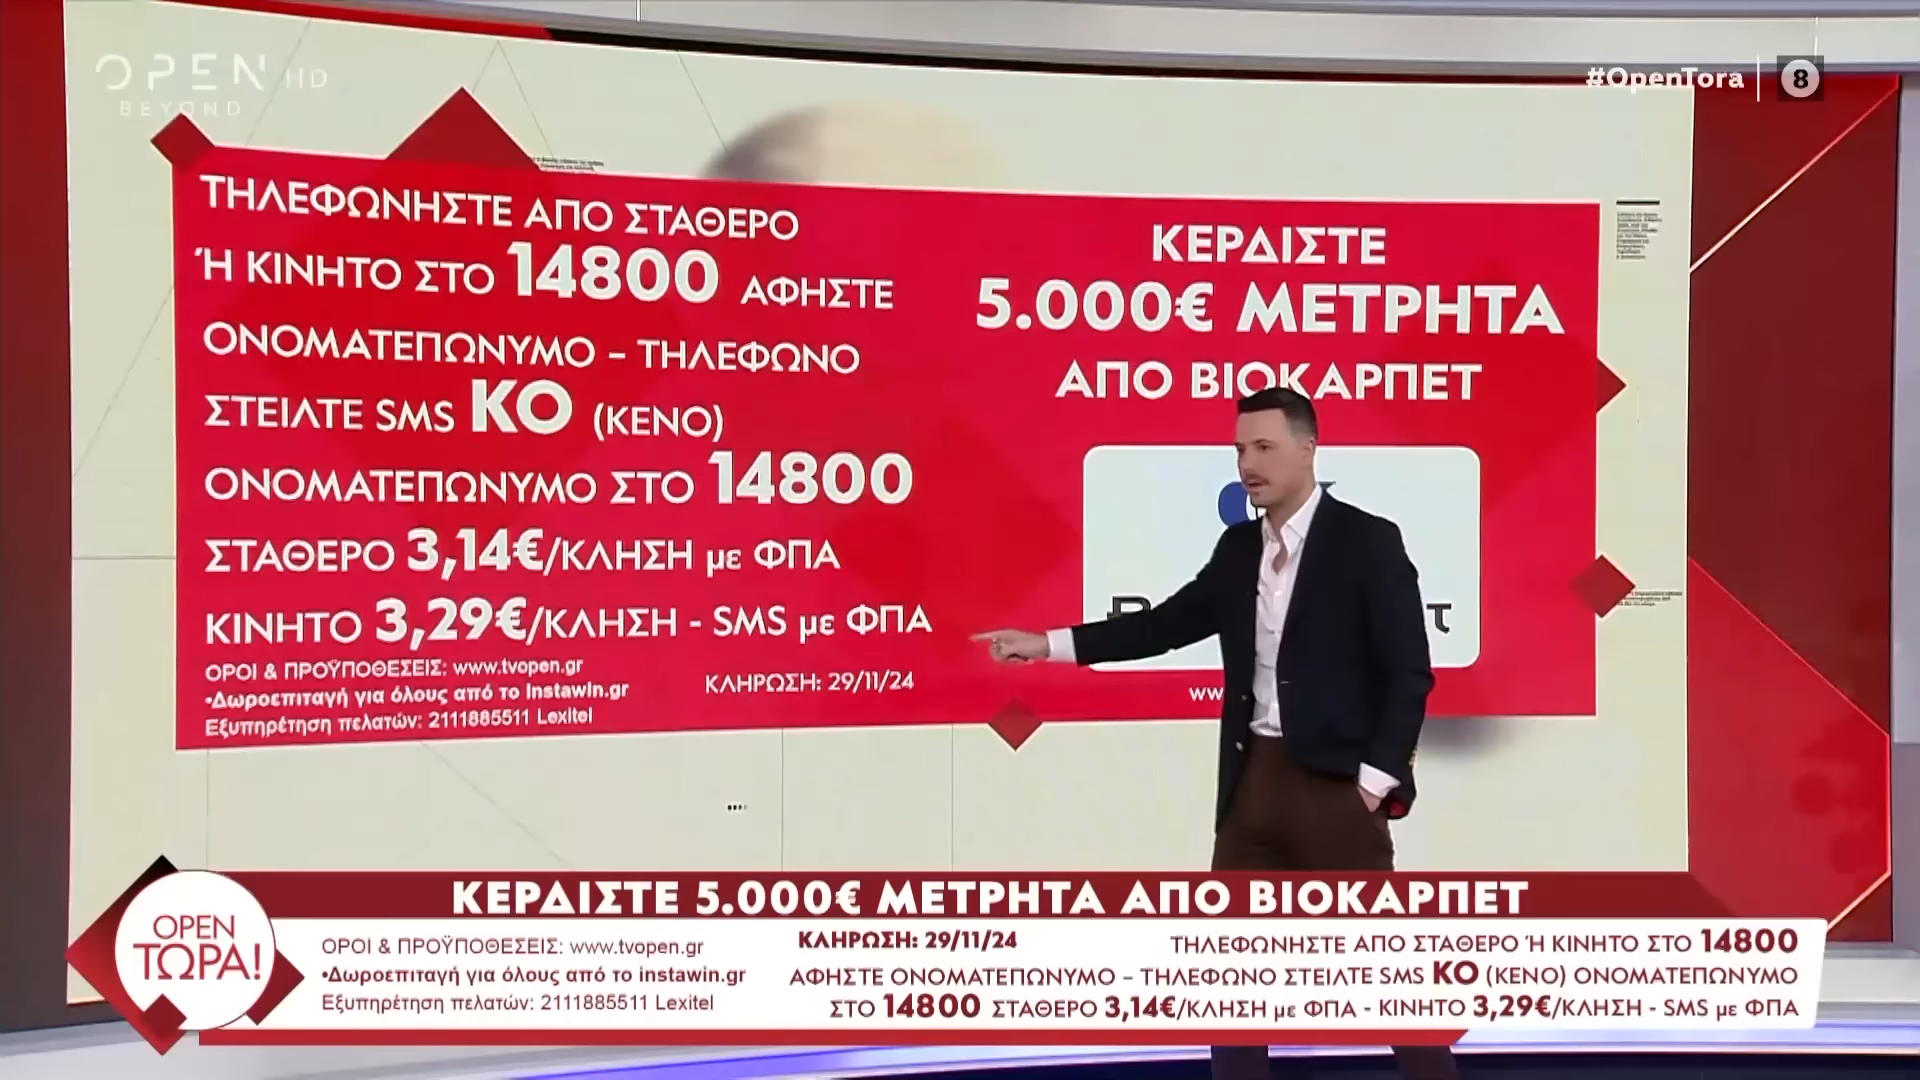 OPEN HD
BEYOND
#OpenTora
8
ΤΗΛΕΦΩΝΗΣΤΕ ΑΠΟ ΣΤΑΘΕΡΟ
Ή ΚΙΝΗΤΟ ΣΤΟ 14800 ΑΦΗΣΤΕ
ΟΝΟΜΑΤΕΠΩΝΥΜΟ – ΤΗΛΕΦΩΝΟ
ΣΤΕΙΛΤΕ SMS ΚΟ (ΚΕΝΟ)
ΟΝΟΜΑΤΕΠΩΝΥΜΟ ΣΤΟ 14800
ΣΤΑΘΕΡΟ 3,14€/ΚΛΗΣΗ με ΦΠΑ
ΚΙΝΗΤΟ 3,29€/ΚΛΗΣΗ - SMS με ΦΠΑ
ΟΡΟΙ & ΠΡΟΫΠΟΘΕΣΕΙΣ: www.tvopen.gr
•Δωροεπιταγή για όλους από το instawin.gr
Εξυπηρέτηση πελατών: 2111885511 Lexitel
ΚΛΗΡΩΣΗ: 29/11/24
ΚΕΡΔΙΣΤΕ
5.000€ ΜΕΤΡΗΤΑ
ΑΠΟ ΒΙΟΚΑΡΠΕΤ
ΚΕΡΔΙΣΤΕ 5.000€ ΜΕΤΡΗΤΑ ΑΠΟ ΒΙΟΚΑΡΠΕΤ
OPEN
ΤΩΡΑ!
ΟΡΟΙ & ΠΡΟΫΠΟΘΕΣΕΙΣ: www.tvopen.gr
•Δωροεπιταγή για όλους από το instawin.gr
Εξυπηρέτηση πελατών: 2111885511 Lexitel
ΚΛΗΡΩΣΗ: 29/11/24 ΤΗΛΕΦΩΝΗΣΤΕ ΑΠΟ ΣΤΑΘΕΡΟ Ή ΚΙΝΗΤΟ ΣΤΟ 14800
ΑΦΗΣΤΕ ΟΝΟΜΑΤΕΠΩΝΥΜΟ – ΤΗΛΕΦΩΝΟ ΣΤΕΙΛΤΕ SMS ΚΟ (ΚΕΝΟ) ΟΝΟΜΑΤΕΠΩΝΥΜΟ
ΣΤΟ 14800 ΣΤΑΘΕΡΟ 3,14€/ΚΛΗΣΗ με ΦΠΑ - ΚΙΝΗΤΟ 3,29€/ΚΛΗΣΗ - SMS με ΦΠΑ